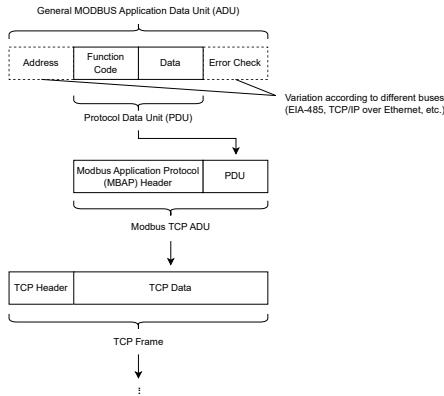 General MODBUS Application Data Unit (ADU)
Address
Function
Code
Data
Error Check
Variation according to different buses
(EIA-485, TCP/IP over Ethernet, etc.)
Protocol Data Unit (PDU)
Modbus Application Protocol
(MBAP) Header
PDU
Modbus TCP ADU
TCP Header
TCP Data
TCP Frame
...